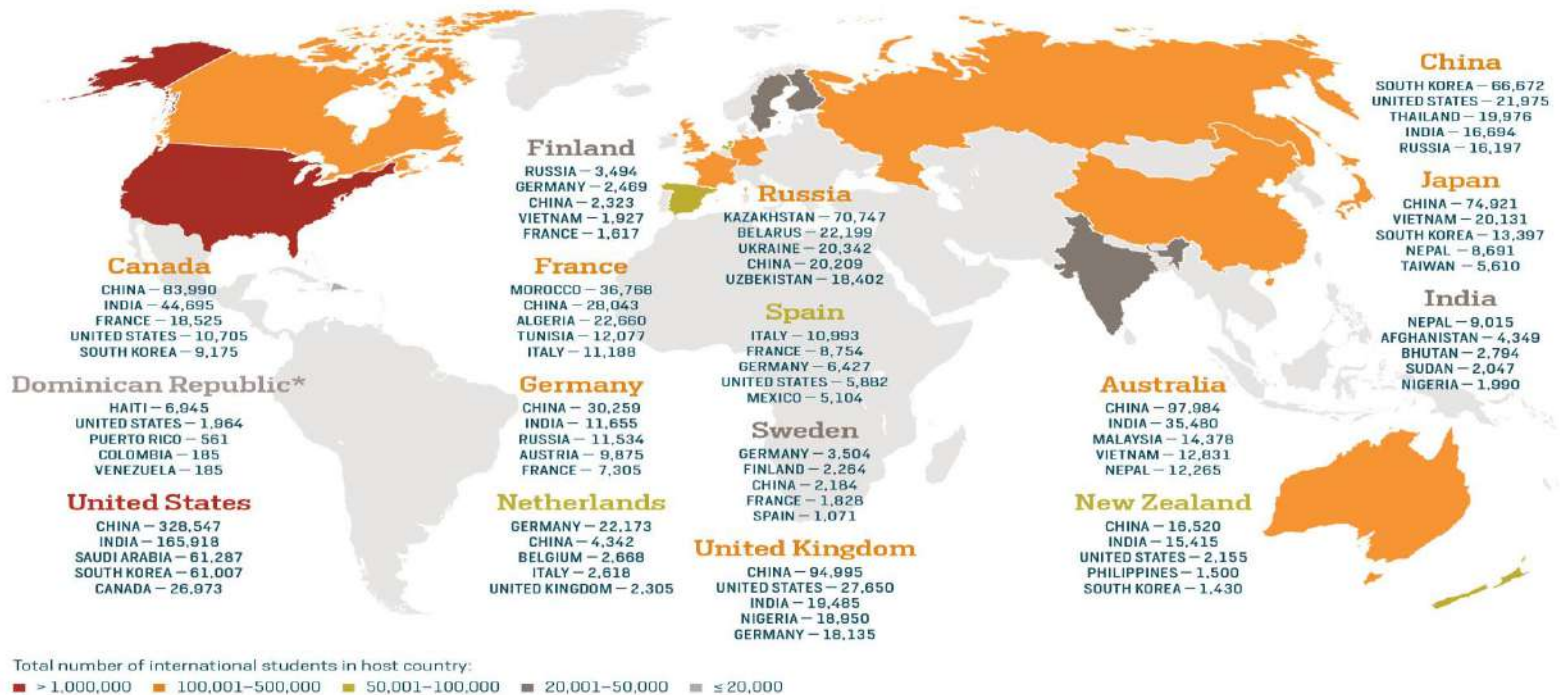 Canada
CHINA – 83,990
INDIA – 44,695
FRANCE – 18,525
UNITED STATES – 10,705
SOUTH KOREA – 9,175
Dominican Republic*
HAITI – 6,945
UNITED STATES – 1,964
PUERTO RICO – 561
COLOMBIA – 185
VENEZUELA – 185
United States
CHINA – 328,547
INDIA – 165,918
SAUDI ARABIA – 61,287
SOUTH KOREA – 61,007
CANADA – 26,973
Finland
RUSSIA – 3,494
GERMANY – 2,469
CHINA – 2,323
VIETNAM – 1,927
FRANCE – 1,617
France
MOROCCO – 36,768
CHINA – 28,043
ALGERIA – 22,660
TUNISIA – 12,077
ITALY – 11,188
Germany
CHINA – 30,259
INDIA – 11,655
RUSSIA – 11,534
AUSTRIA – 9,875
FRANCE – 7,305
Netherlands
GERMANY – 22,173
CHINA – 4,342
BELGIUM – 2,668
ITALY – 2,618
UNITED KINGDOM – 2,305
Russia
KAZAKHSTAN – 70,747
BELARUS – 22,199
UKRAINE – 20,342
CHINA – 20,209
UZBEKISTAN – 18,402
Spain
ITALY – 10,993
FRANCE – 8,754
GERMANY – 6,427
UNITED STATES – 5,882
MEXICO – 5,104
Sweden
GERMANY – 3,504
FINLAND – 2,264
CHINA – 2,184
FRANCE – 1,828
SPAIN – 1,071
United Kingdom
CHINA – 94,995
UNITED STATES – 27,650
INDIA – 19,485
NIGERIA – 18,950
GERMANY – 18,135
China
SOUTH KOREA – 66,672
UNITED STATES – 21,975
THAILAND – 19,976
INDIA – 16,694
RUSSIA – 16,197
Japan
CHINA – 74,921
VIETNAM – 20,131
SOUTH KOREA – 13,397
NEPAL – 8,691
TAIWAN – 5,610
India
NEPAL – 9,015
AFGHANISTAN – 4,349
BHUTAN – 2,794
SUDAN – 2,047
NIGERIA – 1,990
Australia
CHINA – 97,984
INDIA – 35,480
MALAYSIA – 14,378
VIETNAM – 12,831
NEPAL – 12,265
New Zealand
CHINA – 16,520
INDIA – 15,415
UNITED STATES – 2,155
PHILIPPINES – 1,500
SOUTH KOREA – 1,430
Total number of international students in host country:
> 1,000,000 100,001–500,000 50,001–100,000 20,001–50,000 ≤ 20,000